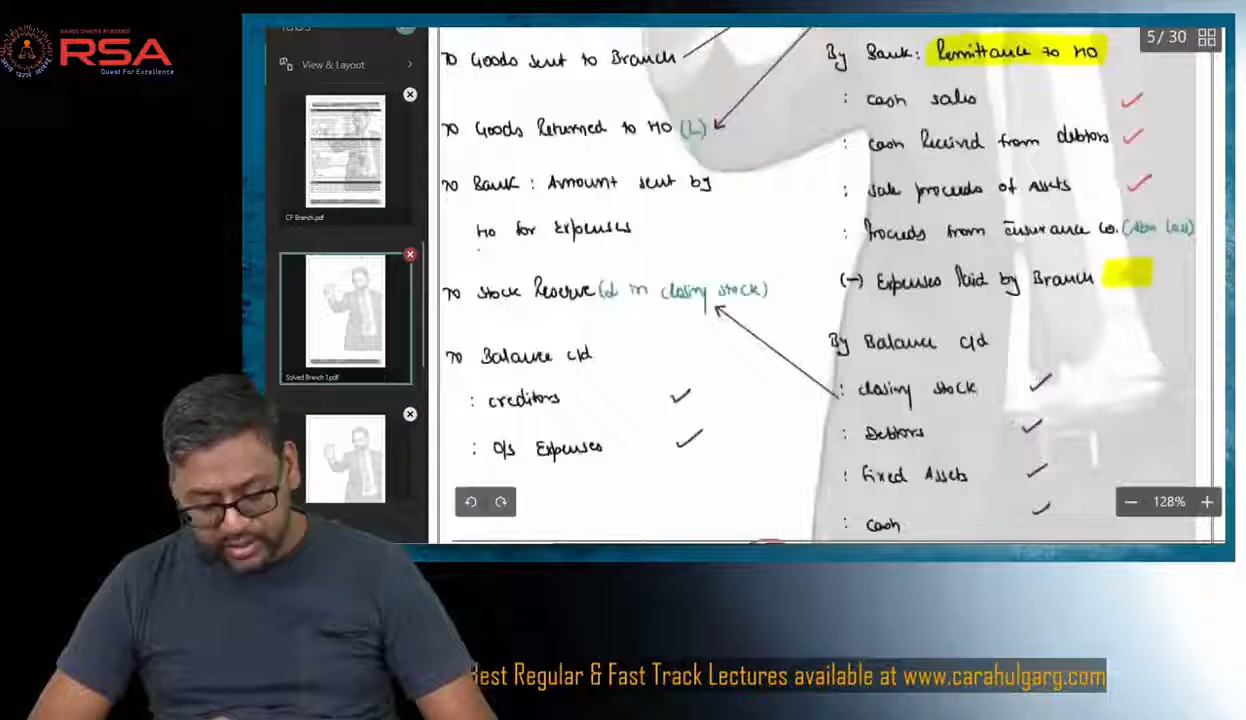 RAHUL SHIKSHA ACADEMY
RSA
Quest For Excellence
View & Layout
CP Branch.pdf
Solved Branch 1.pdf
5 / 30
To Goods sent to Branch
To Goods Returned to HO (L)
To Bank : Amount sent by
HO for Expenses
To Stock Reserve (L in closing stock)
To Balance c/d
: creditors
: O/s Expenses
By Bank : Remittance to HO
: cash sales
: cash Received from debtors
: sale proceeds of Assets
: Proceeds from insurance co.
(-) Expenses Paid by Branch
By Balance c/d
: closing stock
: Debtors
: Fixed Assets
: cash
128%
Best Regular & Fast Track Lectures available at www.carahulgarg.com